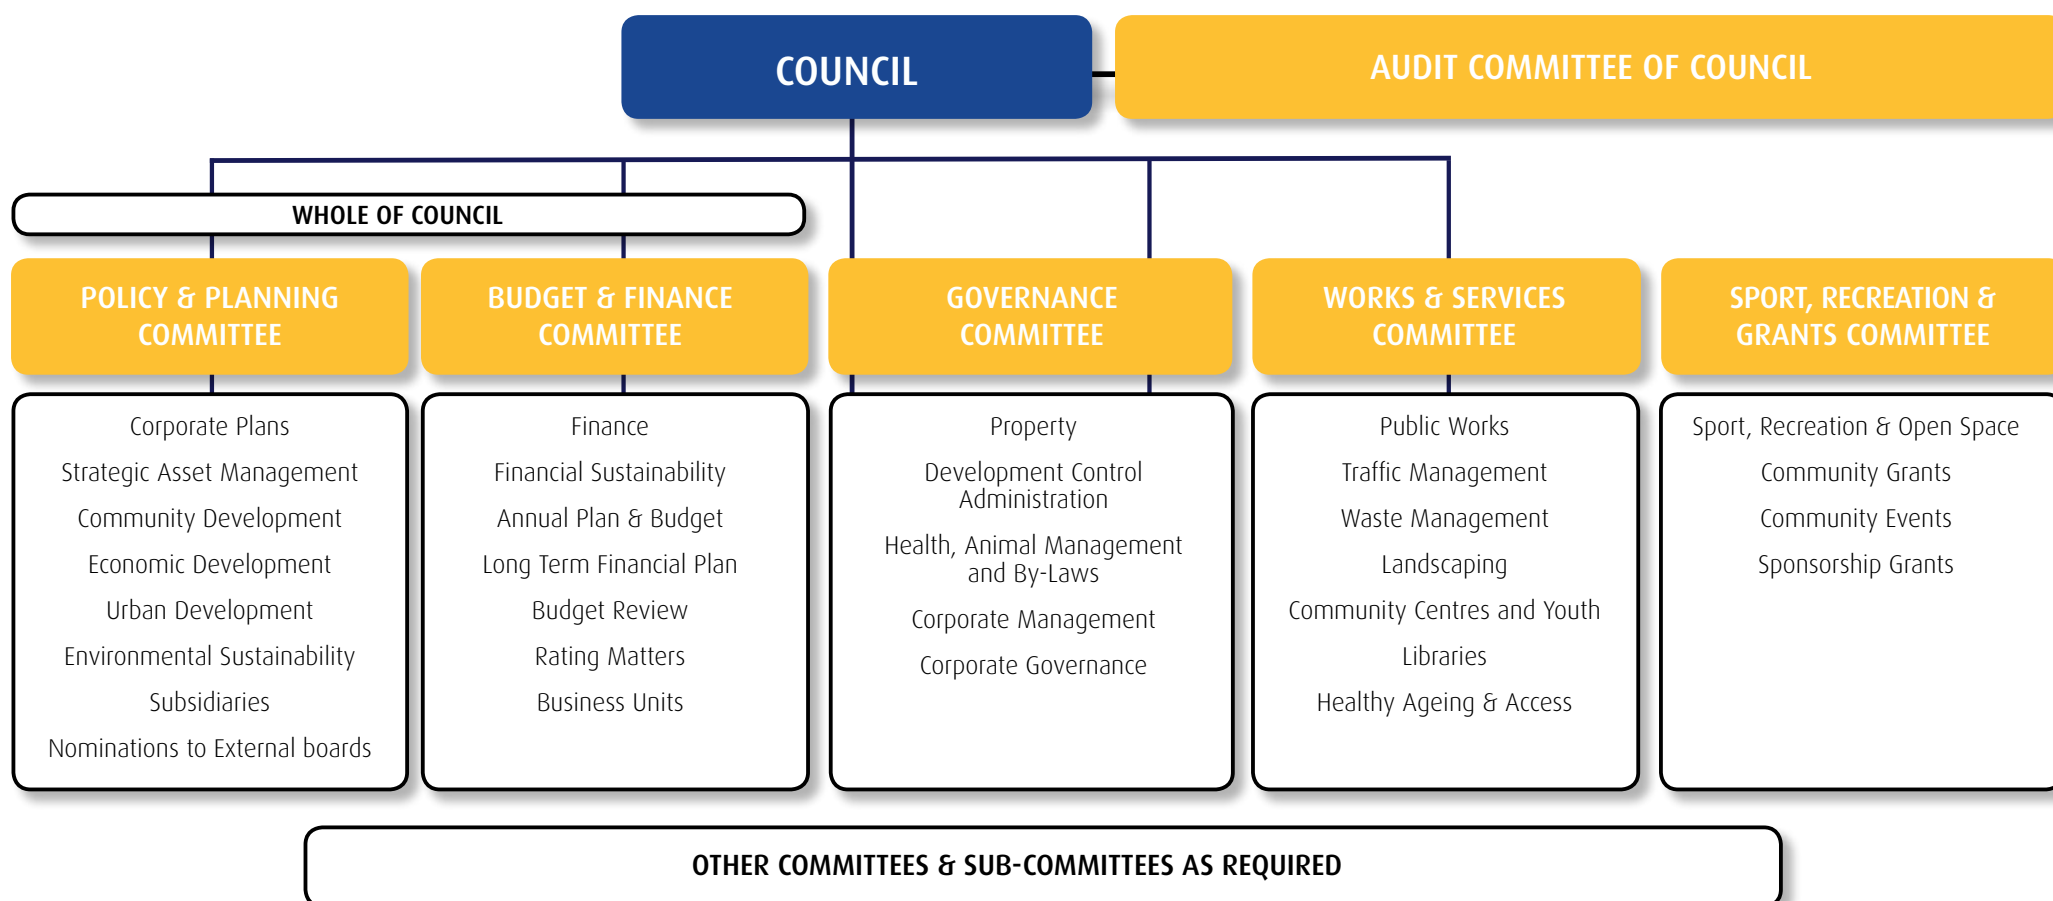 COUNCIL
AUDIT COMMITTEE OF COUNCIL
WHOLE OF COUNCIL
POLICY & PLANNING
COMMITTEE
Corporate Plans
Strategic Asset Management
Community Development
Economic Development
Urban Development
Environmental Sustainability
Subsidiaries
Nominations to External boards
BUDGET & FINANCE
COMMITTEE
Finance
Financial Sustainability
Annual Plan & Budget
Long Term Financial Plan
Budget Review
Rating Matters
Business Units
GOVERNANCE
COMMITTEE
Property
Development Control
Administration
Health, Animal Management
and By-Laws
Corporate Management
Corporate Governance
WORKS & SERVICES
COMMITTEE
Public Works
Traffic Management
Waste Management
Landscaping
Community Centres and Youth
Libraries
Healthy Ageing & Access
SPORT, RECREATION &
GRANTS COMMITTEE
Sport, Recreation & Open Space
Community Grants
Community Events
Sponsorship Grants
OTHER COMMITTEES & SUB-COMMITTEES AS REQUIRED